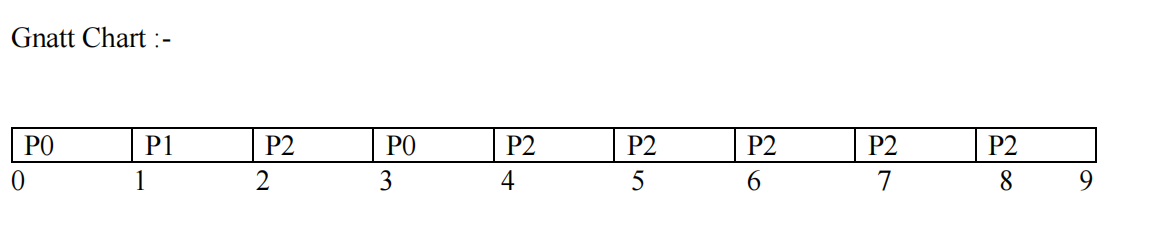 Gnatt Chart :-
P0 P1 P2 P0 P2 P2 P2 P2 P2
0 1 2 3 4 5 6 7 8 9